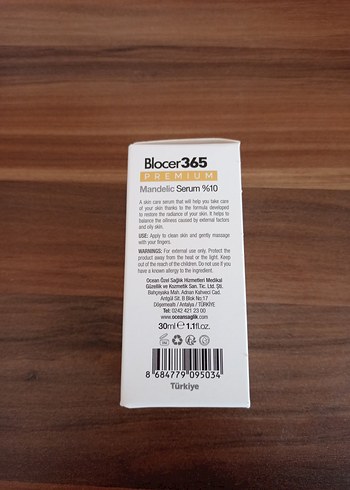 Blocer365
PREMIUM
Mandelic Serum %10
A skin care serum that will help you take care
of your skin thanks to the formula developed
to restore the radiance of your skin. It helps to
balance the oiliness caused by external factors
and oily skin.
USE: Apply to clean skin and gently massage
with your fingers.
WARNINGS: For external use only. Protect the
product away from the heat or the light. Keep
out of the reach of the children. Do not use if you
have a known allergy to the ingredient.
Ocean Özel Sağlık Hizmetleri Medikal
Güzellik ve Kozmetik San. Tic. Ltd. Şti.
Bahçeyaka Mah. Adnan Kahveci Cad.
Antgül Sit. B Blok No:17
Döşemealtı / Antalya / TÜRKİYE
Tel: 0242 421 23 00
www.oceansaglik.com
30ml ℮ 1.1fl.oz.
8 684779 095034
Türkiye